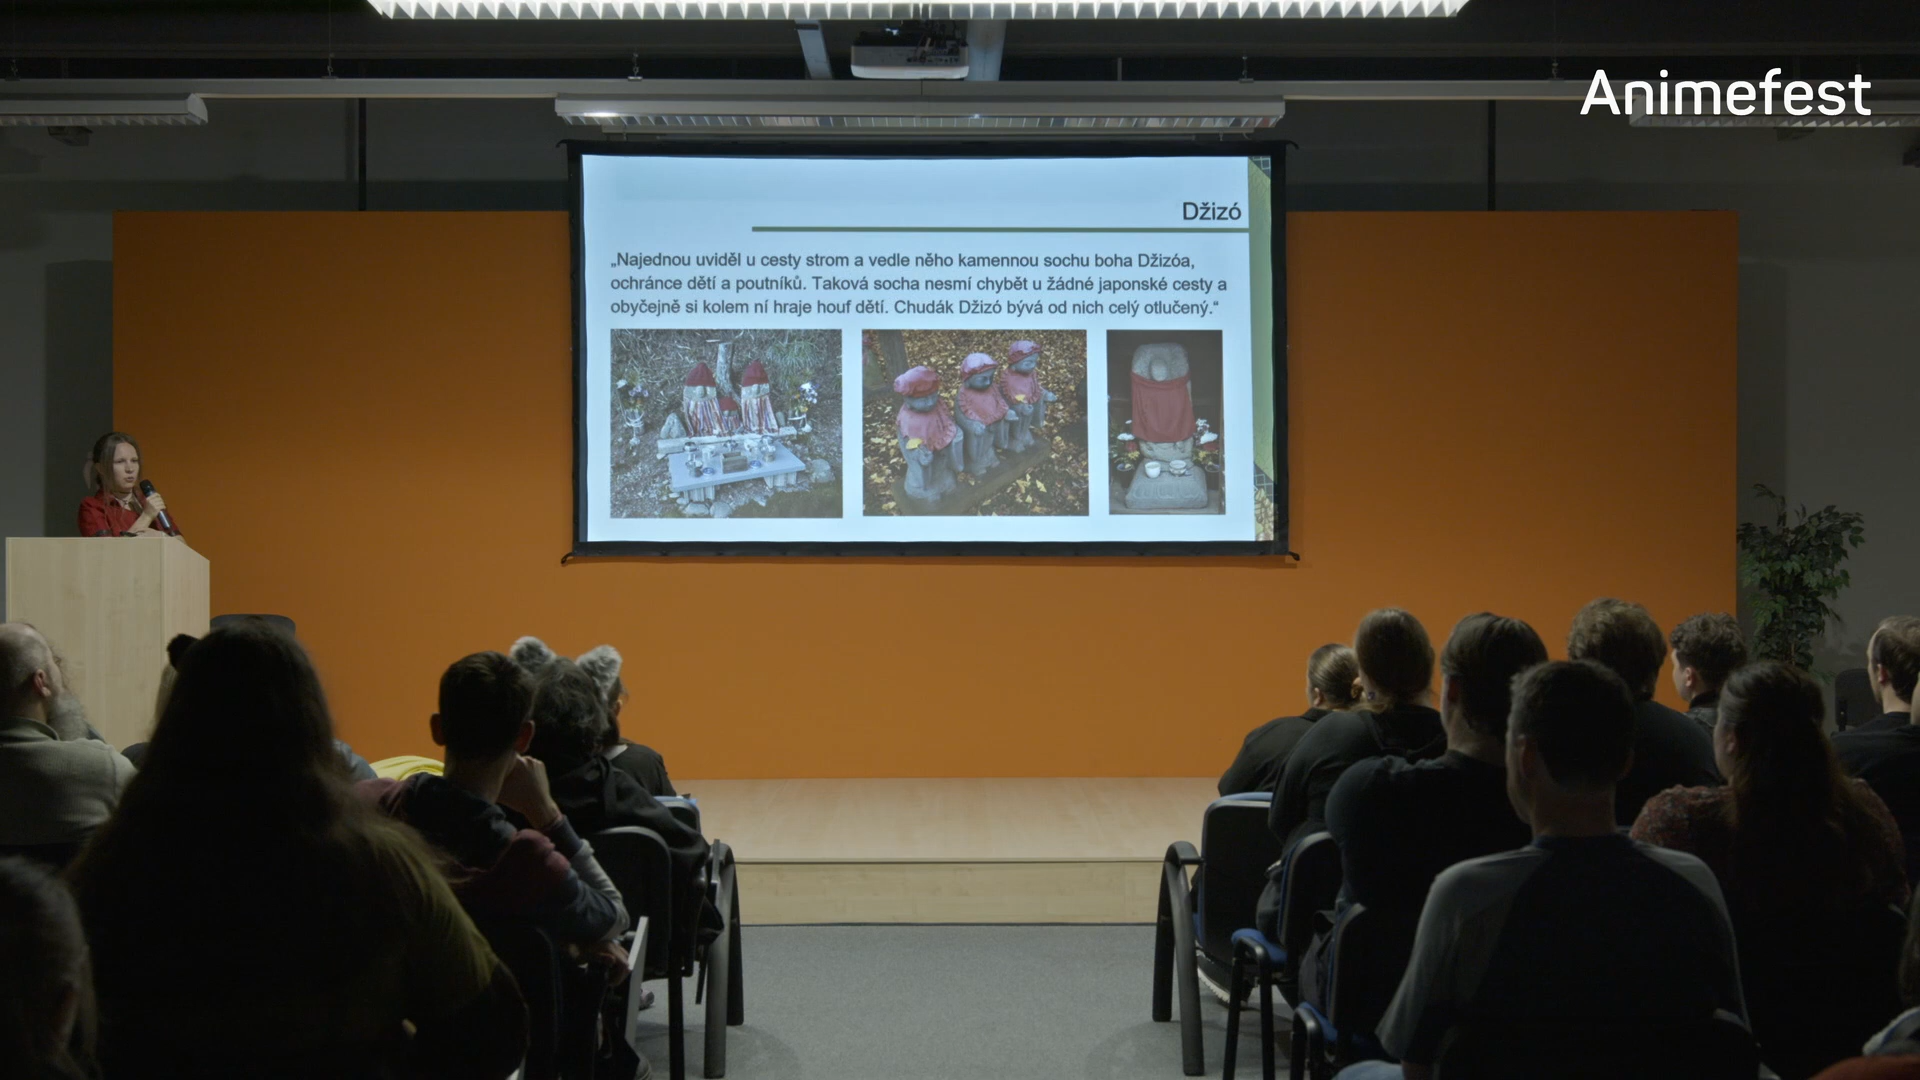 Animefest
Džizó
„Najednou uviděl u cesty strom a vedle něho kamennou sochu boha Džizóa,
ochránce dětí a poutníků. Taková socha nesmí chybět u žádné japonské cesty a
obyčejně si kolem ní hraje houf dětí. Chudák Džizó bývá od nich celý otlučený.“